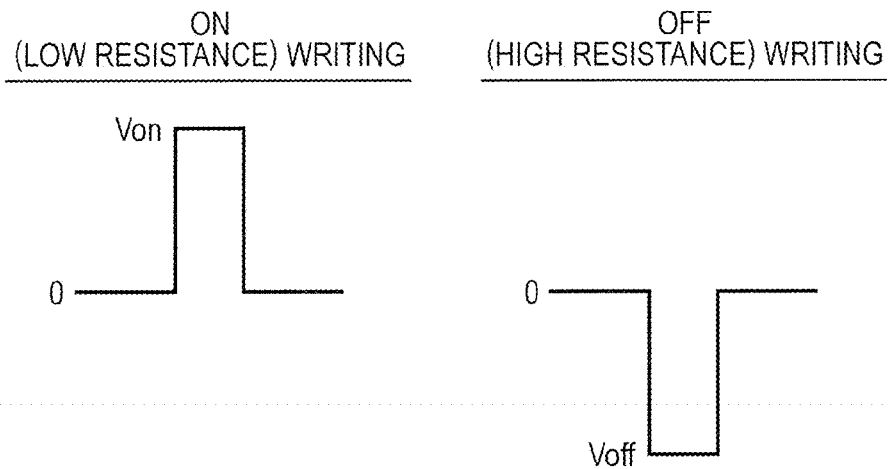 ON
(LOW RESISTANCE) WRITING
Von
0
OFF
(HIGH RESISTANCE) WRITING
0
Voff